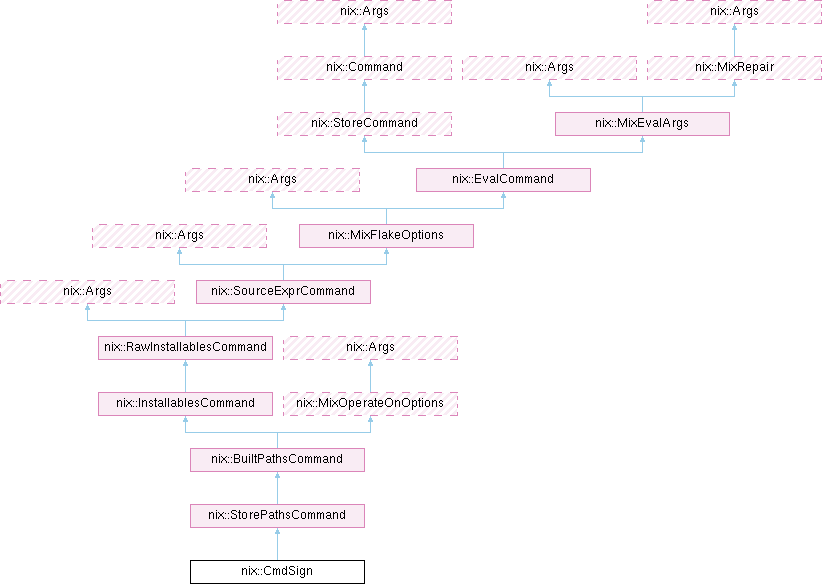 nix::Args
nix::Args
nix::Command
nix::Args
nix::MixRepair
nix::StoreCommand
nix::MixEvalArgs
nix::Args
nix::EvalCommand
nix::Args
nix::MixFlakeOptions
nix::Args
nix::SourceExprCommand
nix::RawInstallablesCommand
nix::Args
nix::InstallablesCommand
nix::MixOperateOnOptions
nix::BuiltPathsCommand
nix::StorePathsCommand
nix::CmdSign